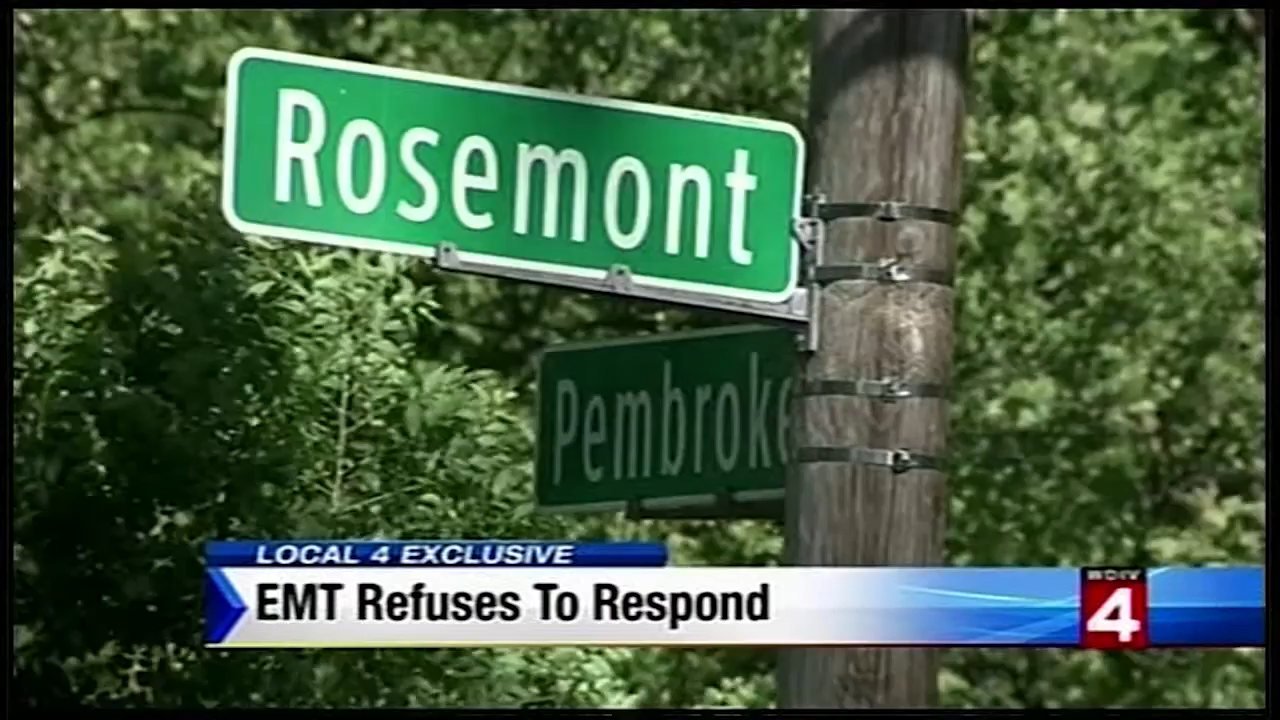 Rosemont
Pembroke
LOCAL 4 EXCLUSIVE
EMT Refuses To Respond
WDIV
4